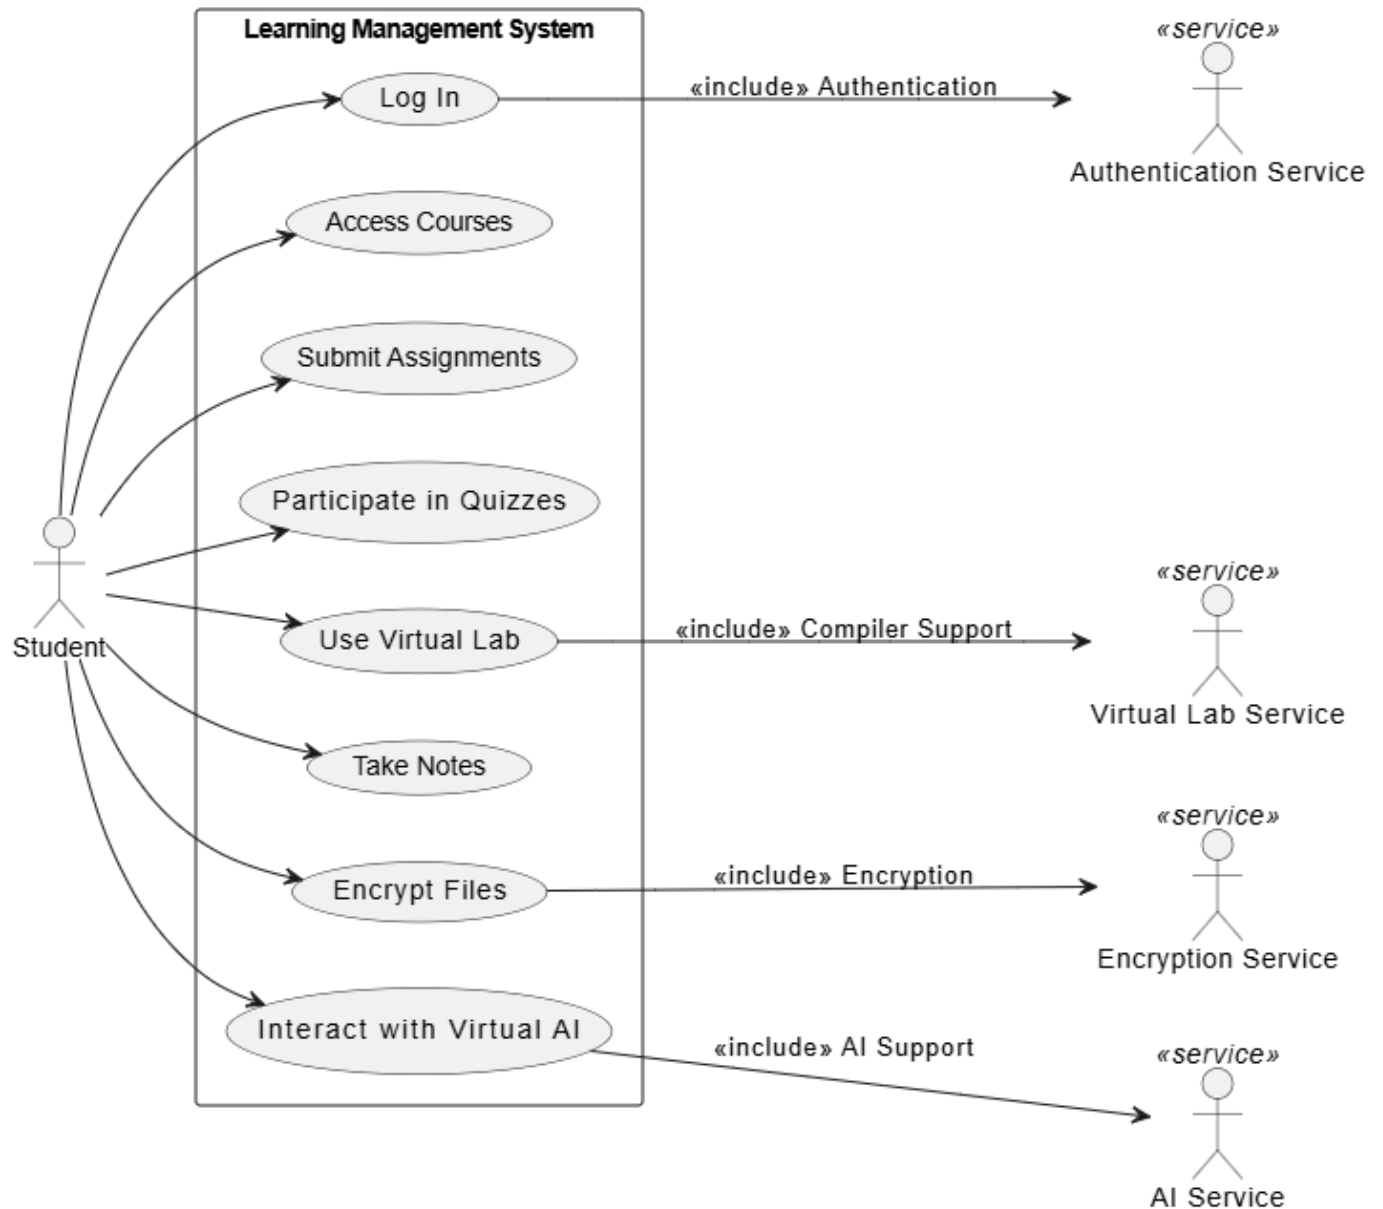 Learning Management System
«service»
Log In
«include» Authentication
Authentication Service
Access Courses
Submit Assignments
Participate in Quizzes
«service»
Student
Use Virtual Lab
«include» Compiler Support
Virtual Lab Service
Take Notes
«service»
Encrypt Files
«include» Encryption
Encryption Service
Interact with Virtual AI
«include» AI Support
«service»
AI Service